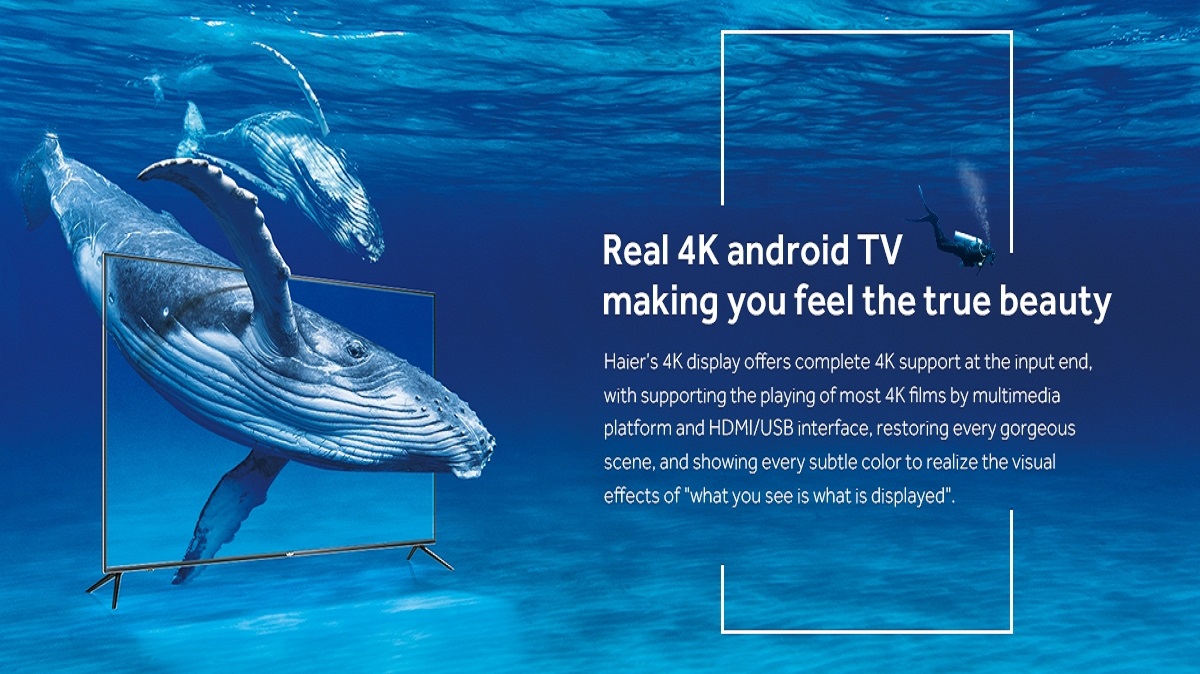 Real 4K android TV
making you feel the true beauty
Haier's 4K display offers complete 4K support at the input end,
with supporting the playing of most 4K films by multimedia
platform and HDMI/USB interface, restoring every gorgeous
scene, and showing every subtle color to realize the visual
effects of "what you see is what is displayed".